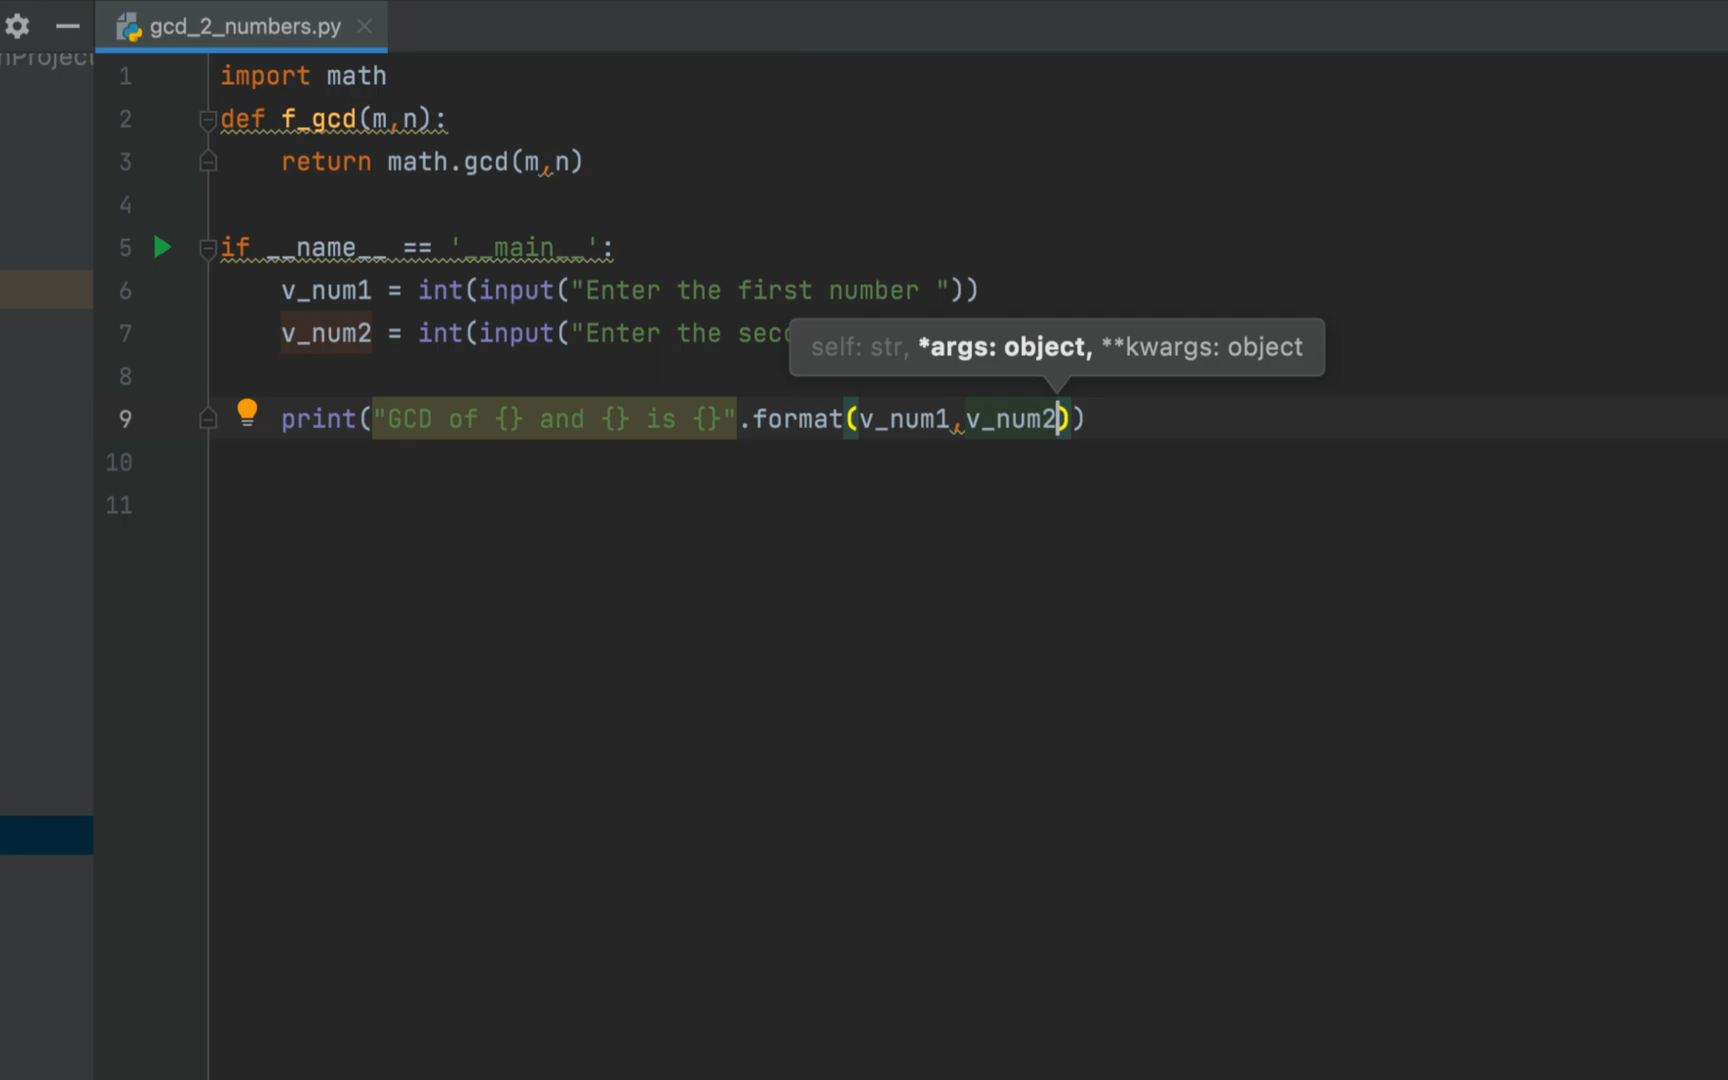 gcd_2_numbers.py
1 import math
2 def f_gcd(m,n):
3 return math.gcd(m,n)
4
5 if __name__ == '__main__':
6 v_num1 = int(input("Enter the first number "))
7 v_num2 = int(input("Enter the
self: str, *args: object, **kwargs: object
8
9 print("GCD of {} and {} is {}".format(v_num1,v_num2))
10
11